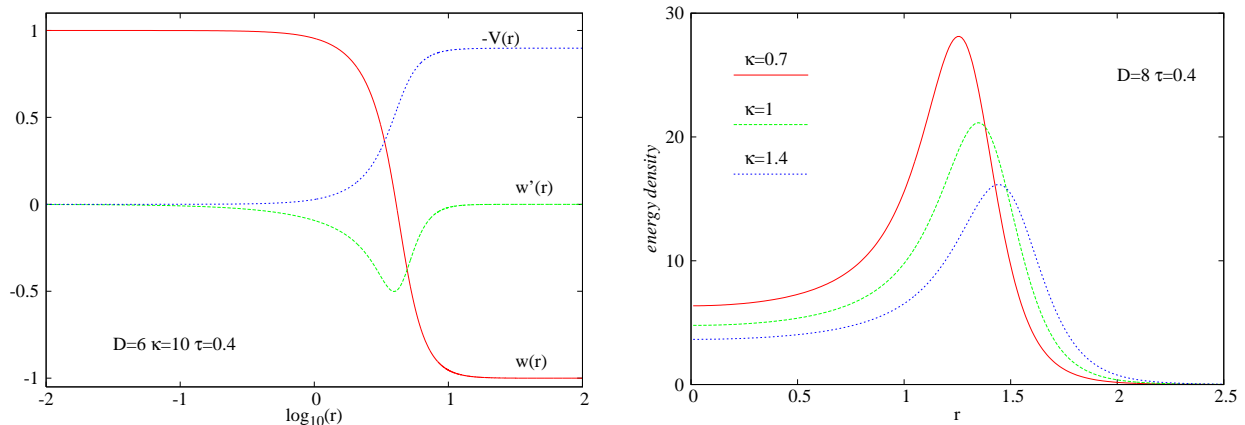 1
0.5
0
-0.5
-1
-2
-1
0
1
2
log10(r)
-V(r)
w'(r)
w(r)
D=6 κ=10 τ=0.4
30
20
10
0
0
0.5
1
1.5
2
2.5
r
energy density
κ=0.7
κ=1
κ=1.4
D=8 τ=0.4